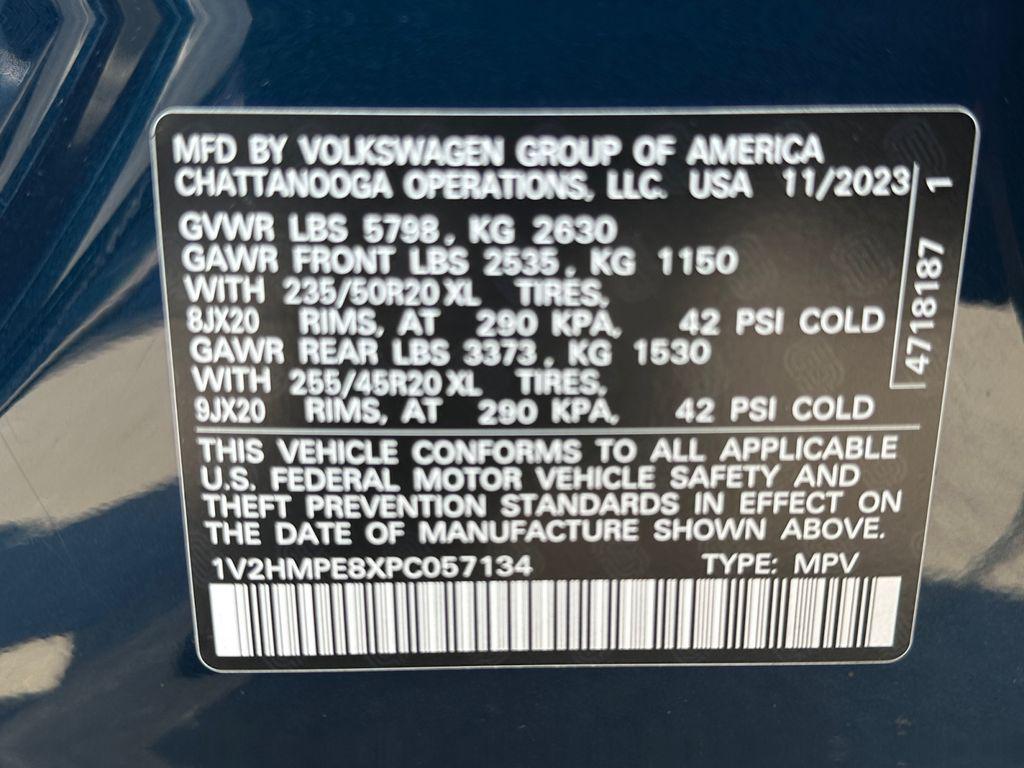 MFD BY VOLKSWAGEN GROUP OF AMERICA
CHATTANOOGA OPERATIONS, LLC. USA 11/2023
GVWR LBS 5798, KG 2630
GAWR FRONT LBS 2535, KG 1150
WITH 235/50R20 XL TIRES,
8JX20 RIMS, AT 290 KPA, 42 PSI COLD
GAWR REAR LBS 3373, KG 1530
WITH 255/45R20 XL TIRES,
9JX20 RIMS, AT 290 KPA, 42 PSI COLD
4718187 1
THIS VEHICLE CONFORMS TO ALL APPLICABLE
U.S. FEDERAL MOTOR VEHICLE SAFETY AND
THEFT PREVENTION STANDARDS IN EFFECT ON
THE DATE OF MANUFACTURE SHOWN ABOVE.
1V2HMPE8XPC057134 TYPE: MPV